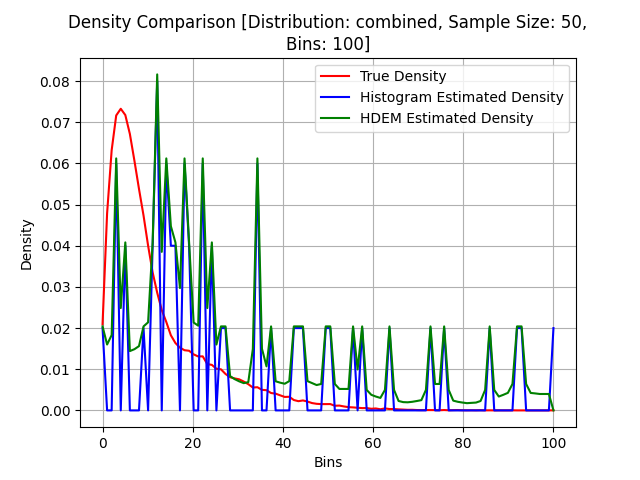 Density Comparison [Distribution: combined, Sample Size: 50,
Bins: 100]
True Density
Histogram Estimated Density
HDEM Estimated Density
Density
0.08
0.07
0.06
0.05
0.04
0.03
0.02
0.01
0.00
0 20 40 60 80 100
Bins